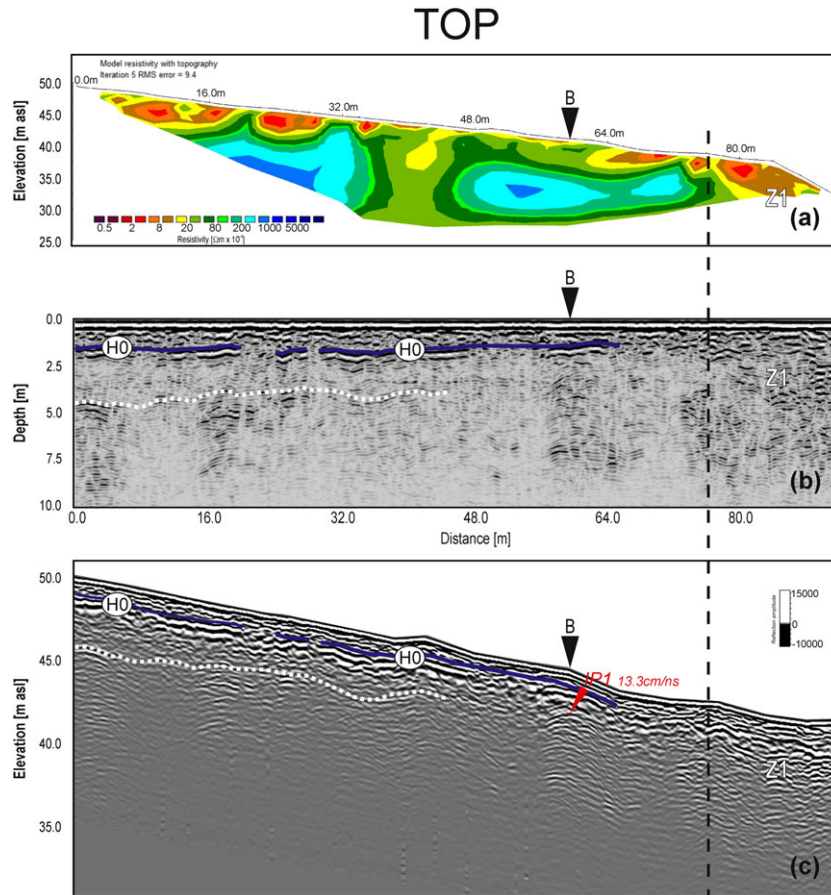 TOP
Model resistivity with topography
Iteration 5 RMS error = 9.4
Elevation [m asl]
50.0
45.0
40.0
35.0
30.0
25.0
0.0m
16.0m
32.0m
48.0m
64.0m
80.0m
B
Z1
(a)
0.5 2 8 20 80 200 1000 5000
Resistivity [Ωm x 10³]
B
Depth [m]
0.0
2.5
5.0
7.5
10.0
H0
H0
Z1
(b)
0.0 16.0 32.0 48.0 64.0 80.0
Distance [m]
Elevation [m asl]
50.0
45.0
40.0
35.0
H0
H0
B
IP1 13.3cm/ns
Reflection amplitude
15000
0
-10000
Z1
(c)